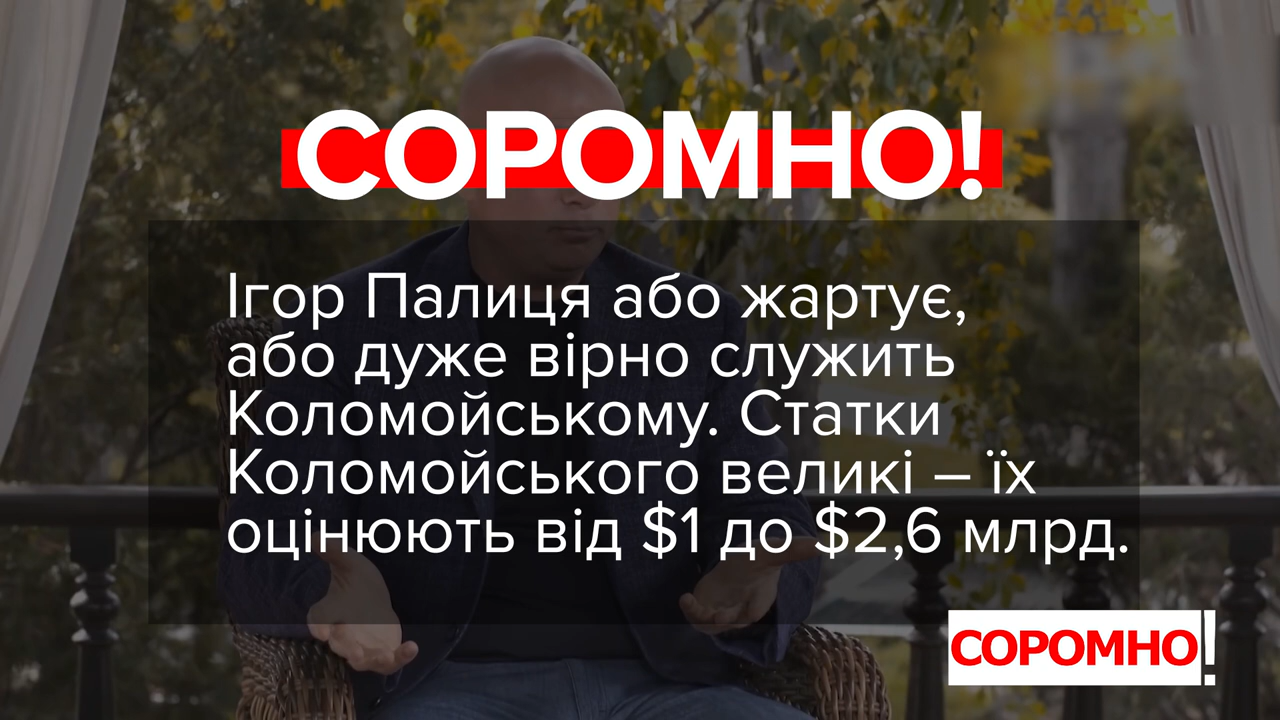 СОРОМНО!
Ігор Палиця або жартує,
або дуже вірно служить
Коломойському. Статки
Коломойського великі – їх
оцінюють від $1 до $2,6 млрд.
СОРОМНО!